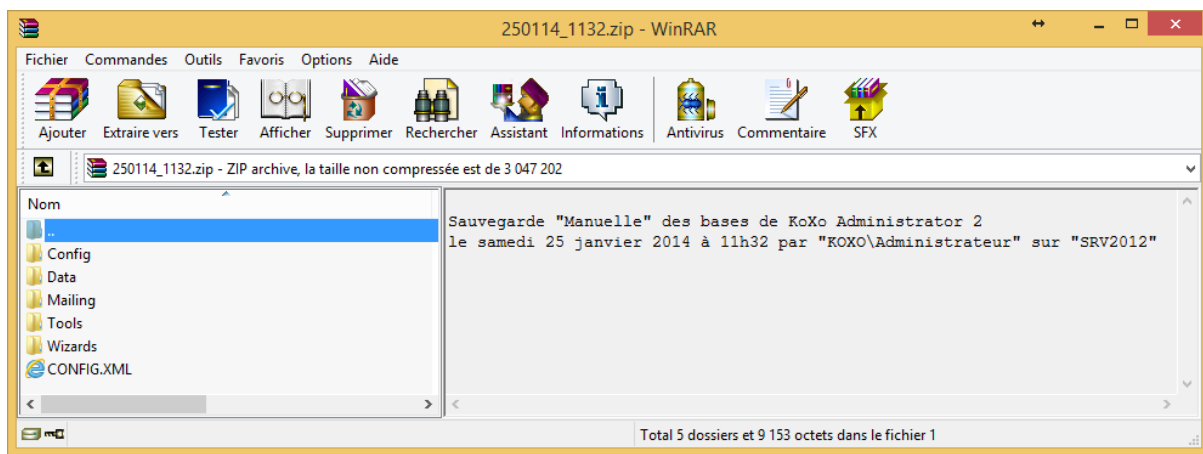 250114_1132.zip - WinRAR
Fichier Commandes Outils Favoris Options Aide
Ajouter Extraire vers Tester Afficher Supprimer Rechercher Assistant Informations Antivirus Commentaire SFX
250114_1132.zip - ZIP archive, la taille non compressée est de 3 047 202
Nom
..
Config
Data
Mailing
Tools
Wizards
CONFIG.XML
Sauvegarde "Manuelle" des bases de KoXo Administrator 2
le samedi 25 janvier 2014 à 11h32 par "KOXO\Administrateur" sur "SRV2012"
Total 5 dossiers et 9 153 octets dans le fichier 1